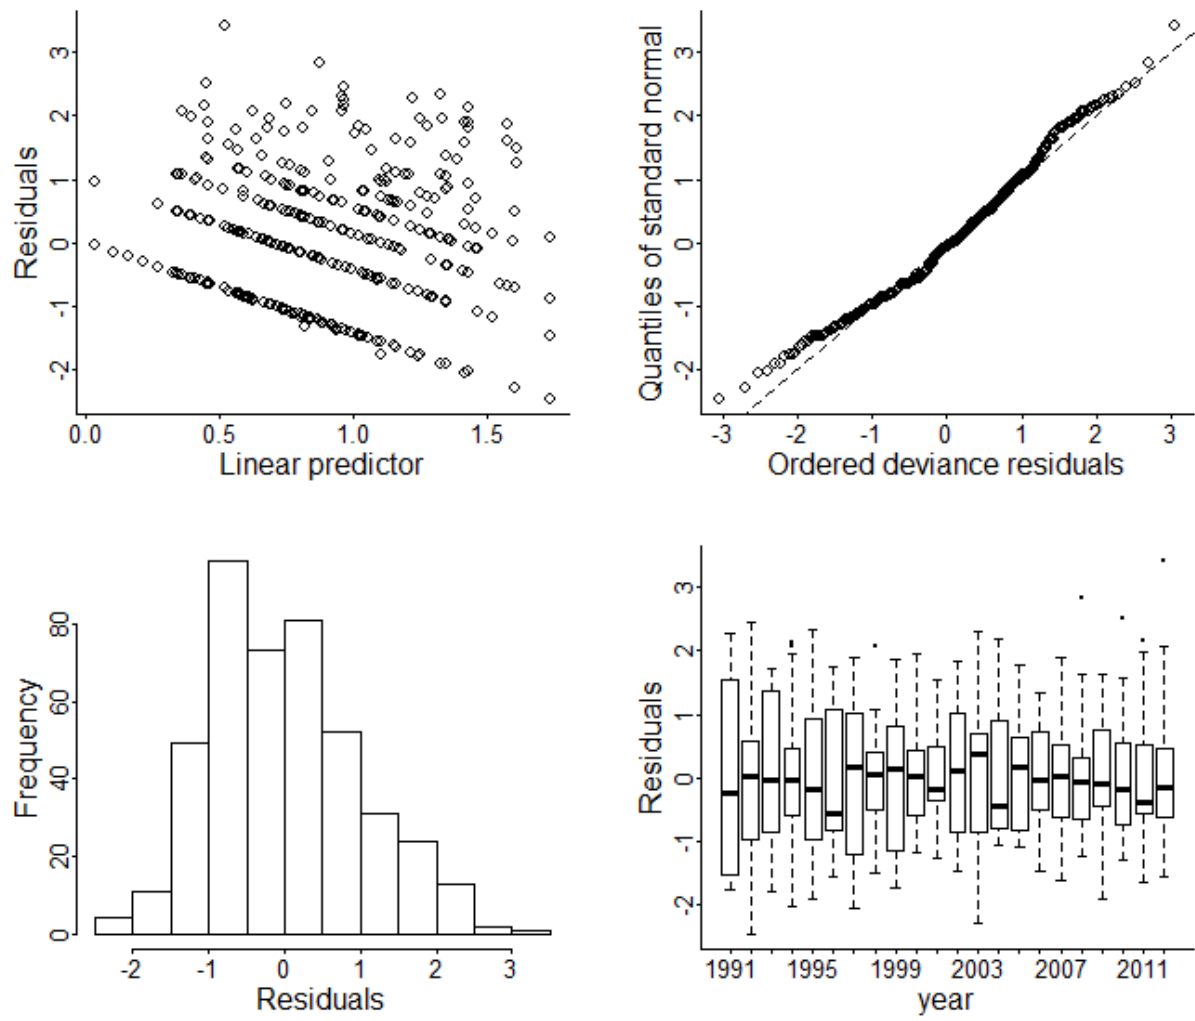 Residuals
3
2
1
0
-1
-2
0.0 0.5 1.0 1.5
Linear predictor
Quantiles of standard normal
3
2
1
0
-1
-2
-3 -2 -1 0 1 2 3
Ordered deviance residuals
Frequency
80
60
40
20
0
-2 -1 0 1 2 3
Residuals
Residuals
3
2
1
0
-1
-2
1991 1995 1999 2003 2007 2011
year